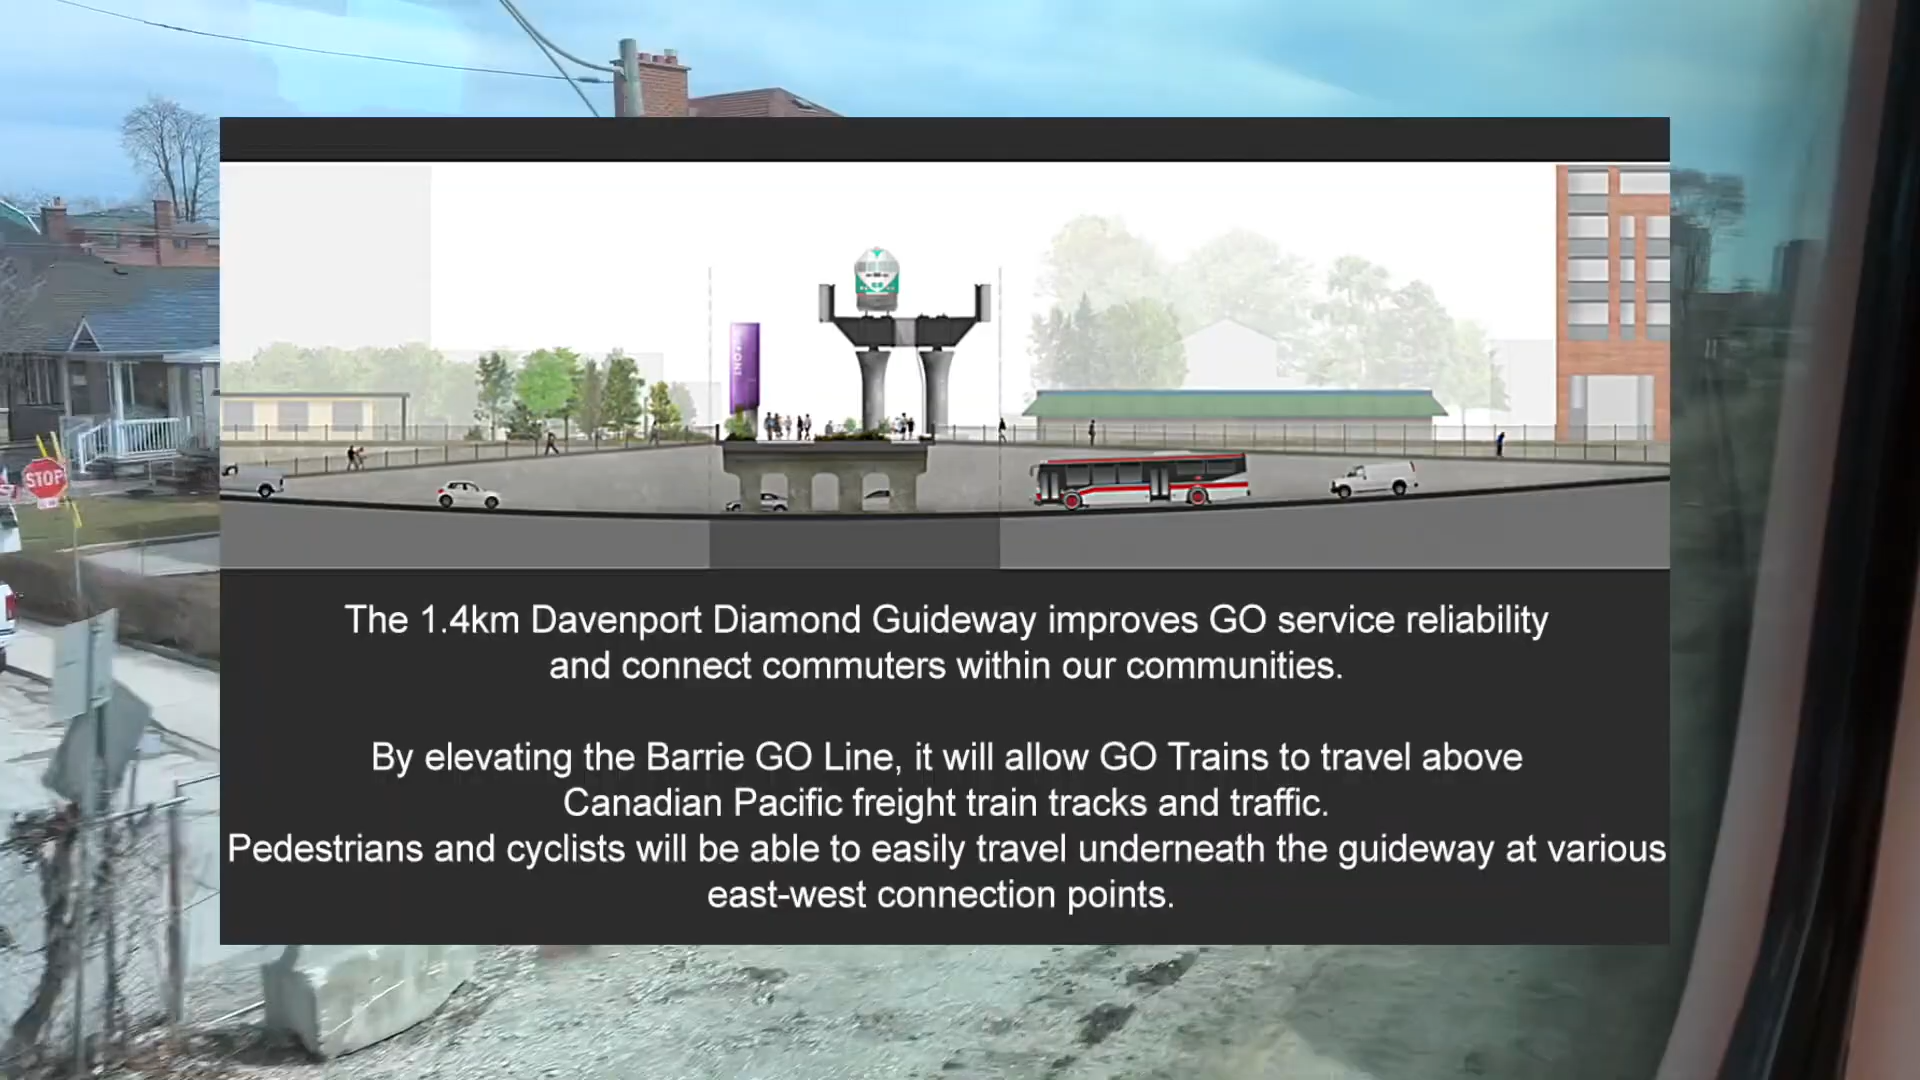 STOP
The 1.4km Davenport Diamond Guideway improves GO service reliability
and connect commuters within our communities.
By elevating the Barrie GO Line, it will allow GO Trains to travel above
Canadian Pacific freight train tracks and traffic.
Pedestrians and cyclists will be able to easily travel underneath the guideway at various
east-west connection points.